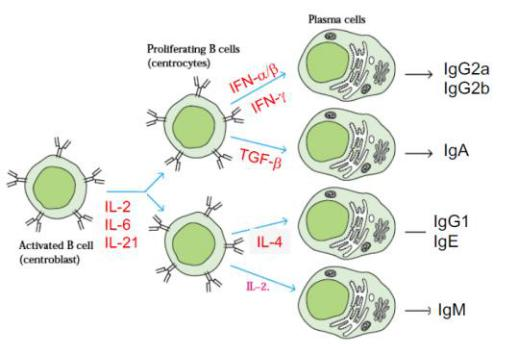 Plasma cells
Proliferating B cells
(centrocytes)
IFN-α/β
IFN-γ
IgG2a
IgG2b
TGF-β
IgA
IL-2
IL-6
IL-21
Activated B cell
(centroblast)
IL-4
IgG1
IgE
IL-2.
IgM